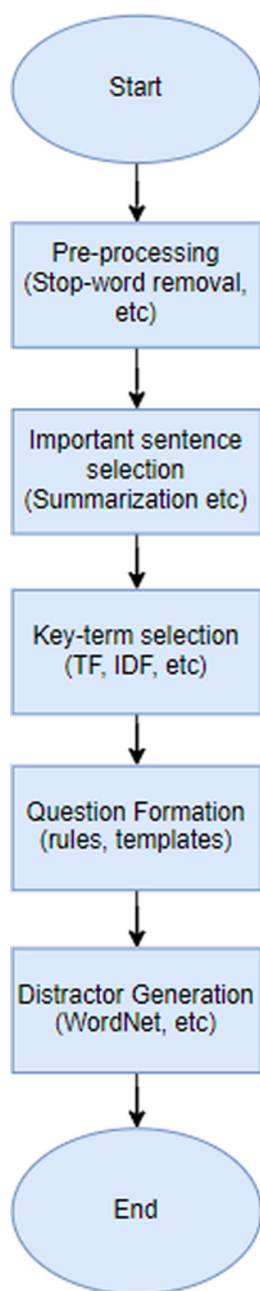 Start
Pre-processing
(Stop-word removal,
etc)
Important sentence
selection
(Summarization etc)
Key-term selection
(TF, IDF, etc)
Question Formation
(rules, templates)
Distractor Generation
(WordNet, etc)
End